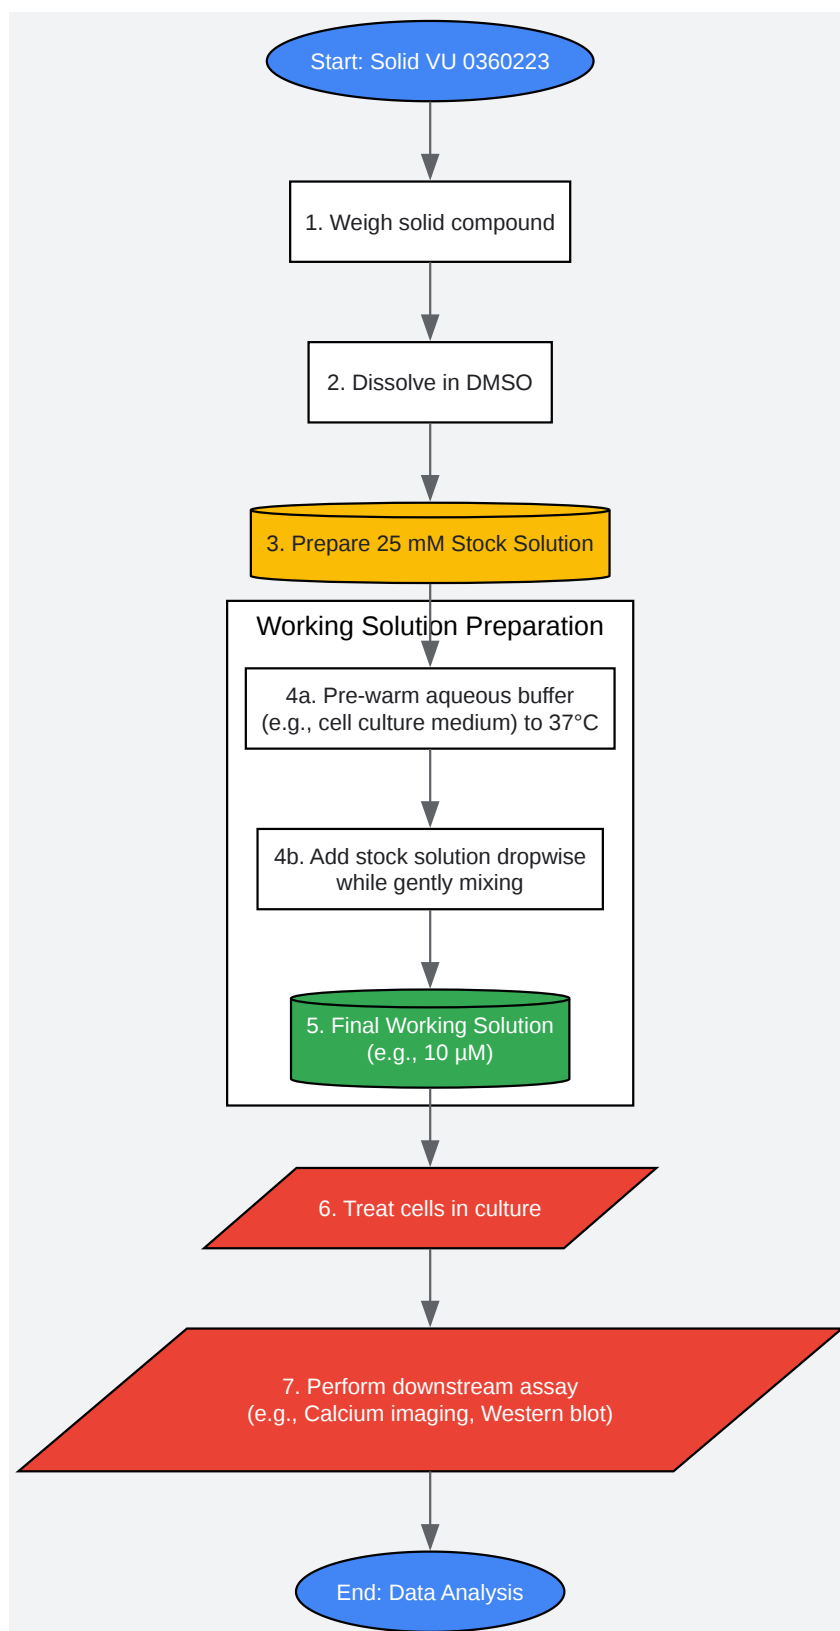 Start: Solid VU 0360223
1. Weigh solid compound
2. Dissolve in DMSO
3. Prepare 25 mM Stock Solution
Working Solution Preparation
4a. Pre-warm aqueous buffer
(e.g., cell culture medium) to 37°C
4b. Add stock solution dropwise
while gently mixing
5. Final Working Solution
(e.g., 10 µM)
6. Treat cells in culture
7. Perform downstream assay
(e.g., Calcium imaging, Western blot)
End: Data Analysis